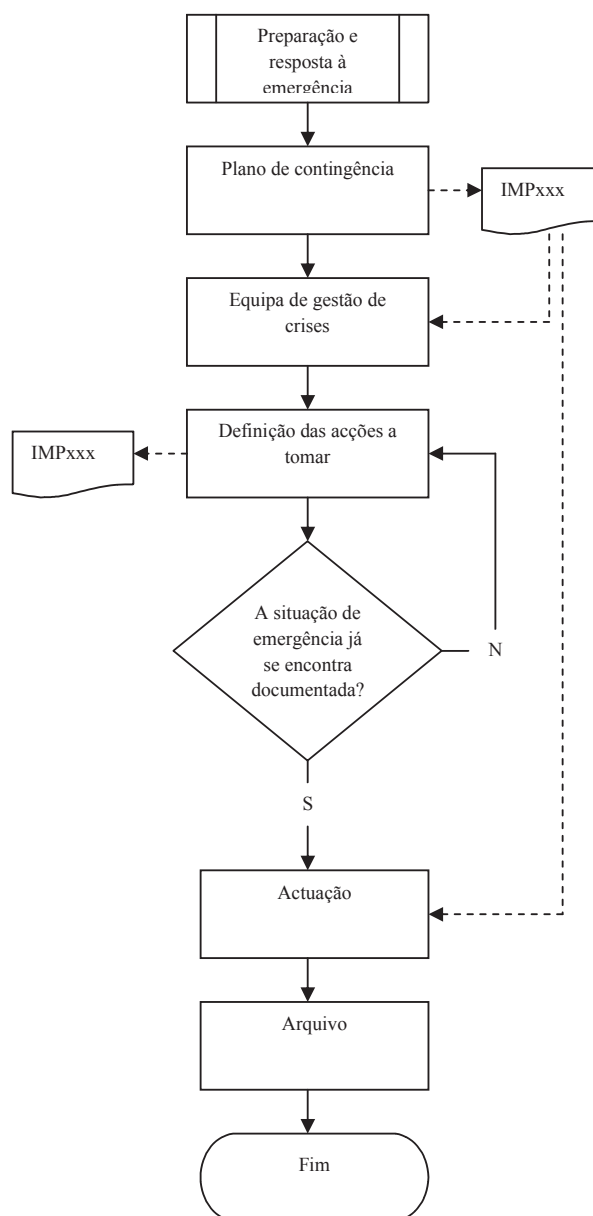 Preparação e
resposta à
emergência
Plano de contingência
IMPxxx
Equipa de gestão de
crises
Definição das acções a
tomar
IMPxxx
A situação de
emergência já
se encontra
documentada?
N
S
Actuação
Arquivo
Fim